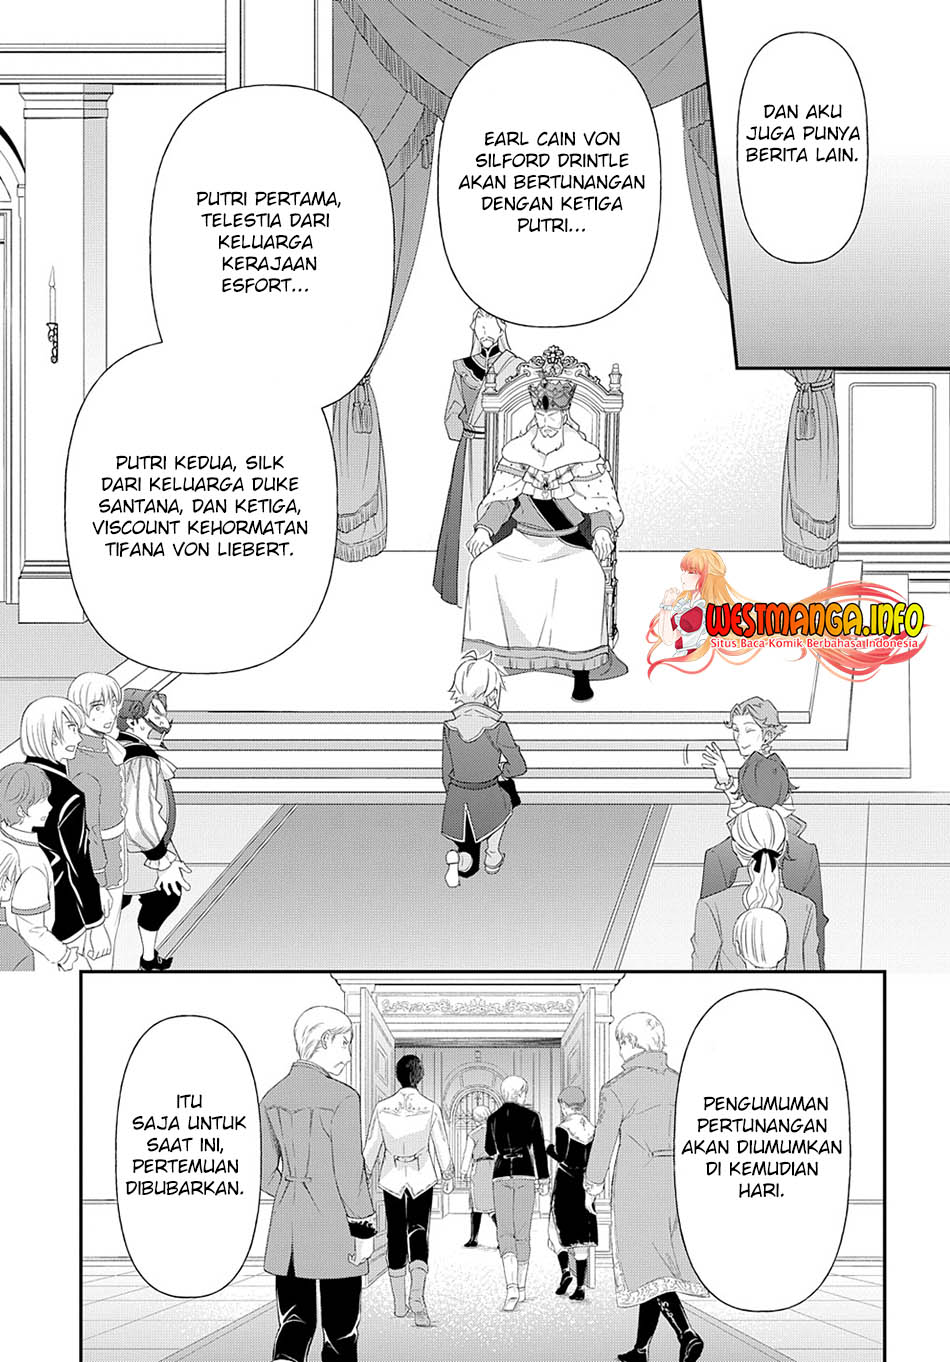 DAN AKU
JUGA PUNYA
BERITA LAIN.
EARL CAIN VON
SILFORD DRINTLE
AKAN BERTUNANGAN
DENGAN KETIGA
PUTRI...
PUTRI PERTAMA,
TELESTIA DARI
KELUARGA
KERAJAAN
ESFORT...
PUTRI KEDUA, SILK
DARI KELUARGA DUKE
SANTANA, DAN KETIGA,
VISCOUNT KEHORMATAN
TIFANA VON LIEBERT.
WESTMANGA.INFO
Situs Baca Komik Berbahasa Indonesia
PENGUMUMAN
PERTUNANGAN
AKAN DIUMUMKAN
DI KEMUDIAN
HARI.
ITU
SAJA UNTUK
SAAT INI,
PERTEMUAN
DIBUBARKAN.